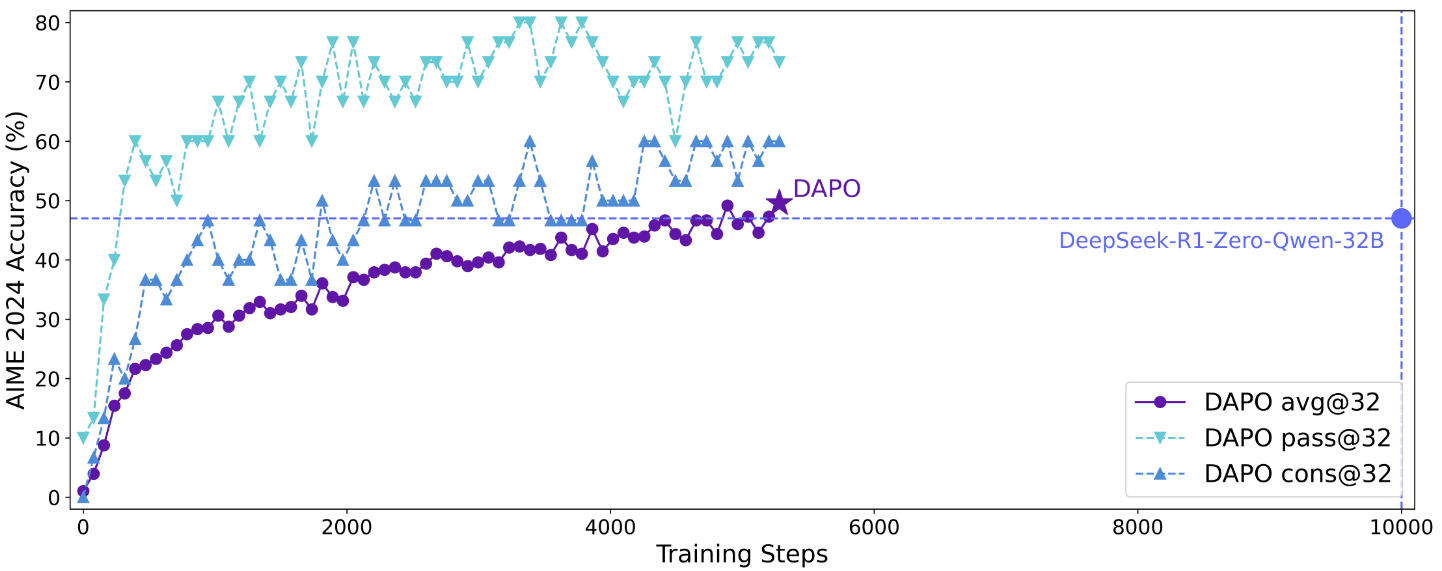 80
70
60
50
40
30
20
10
0
AIME 2024 Accuracy (%)
DAPO
DeepSeek-R1-Zero-Qwen-32B
DAPO avg@32
DAPO pass@32
DAPO cons@32
0 2000 4000 6000 8000 10000
Training Steps